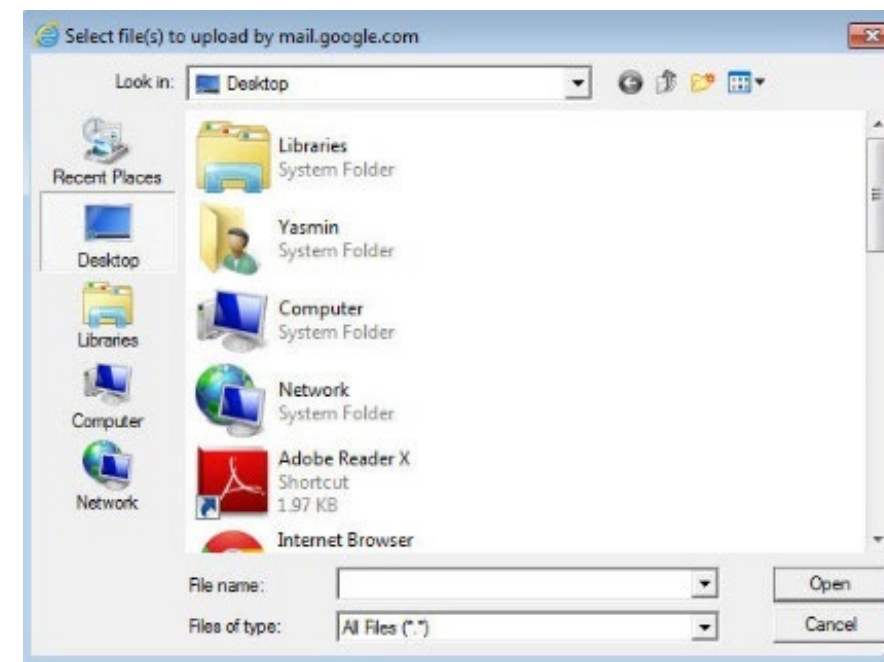 Select file(s) to upload by mail.google.com
Look in:
Desktop
Recent Places
Desktop
Libraries
Computer
Network
Libraries
System Folder
Yasmin
System Folder
Computer
System Folder
Network
System Folder
Adobe Reader X
Shortcut
1.97 KB
Internet Browser
File name:
Open
Files of type:
All Files (*.*)
Cancel